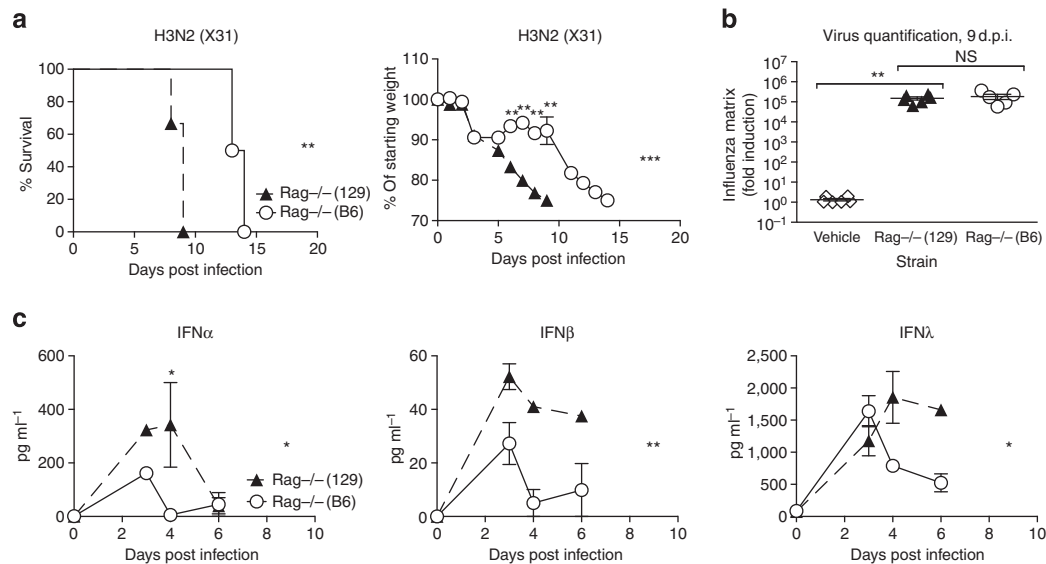 a
H3N2 (X31)
% Survival
100
80
60
40
20
0
0 5 10 15 20
Days post infection
**
Rag–/– (129)
Rag–/– (B6)
H3N2 (X31)
% Of starting weight
110
100
90
80
70
0 5 10 15 20
Days post infection
** ** ** **
***
b
Virus quantification, 9 d.p.i.
NS
**
Influenza matrix
(fold induction)
10⁷
10⁶
10⁵
10⁴
10³
10²
10¹
10⁰
10⁻¹
Vehicle Rag–/– (129) Rag–/– (B6)
Strain
c
IFNα
pg ml⁻¹
600
400
200
0
0 2 4 6 8 10
Days post infection
*
*
Rag–/– (129)
Rag–/– (B6)
IFNβ
pg ml⁻¹
60
40
20
0
0 2 4 6 8 10
Days post infection
**
IFNλ
pg ml⁻¹
2,500
2,000
1,500
1,000
500
0
0 2 4 6 8 10
Days post infection
*